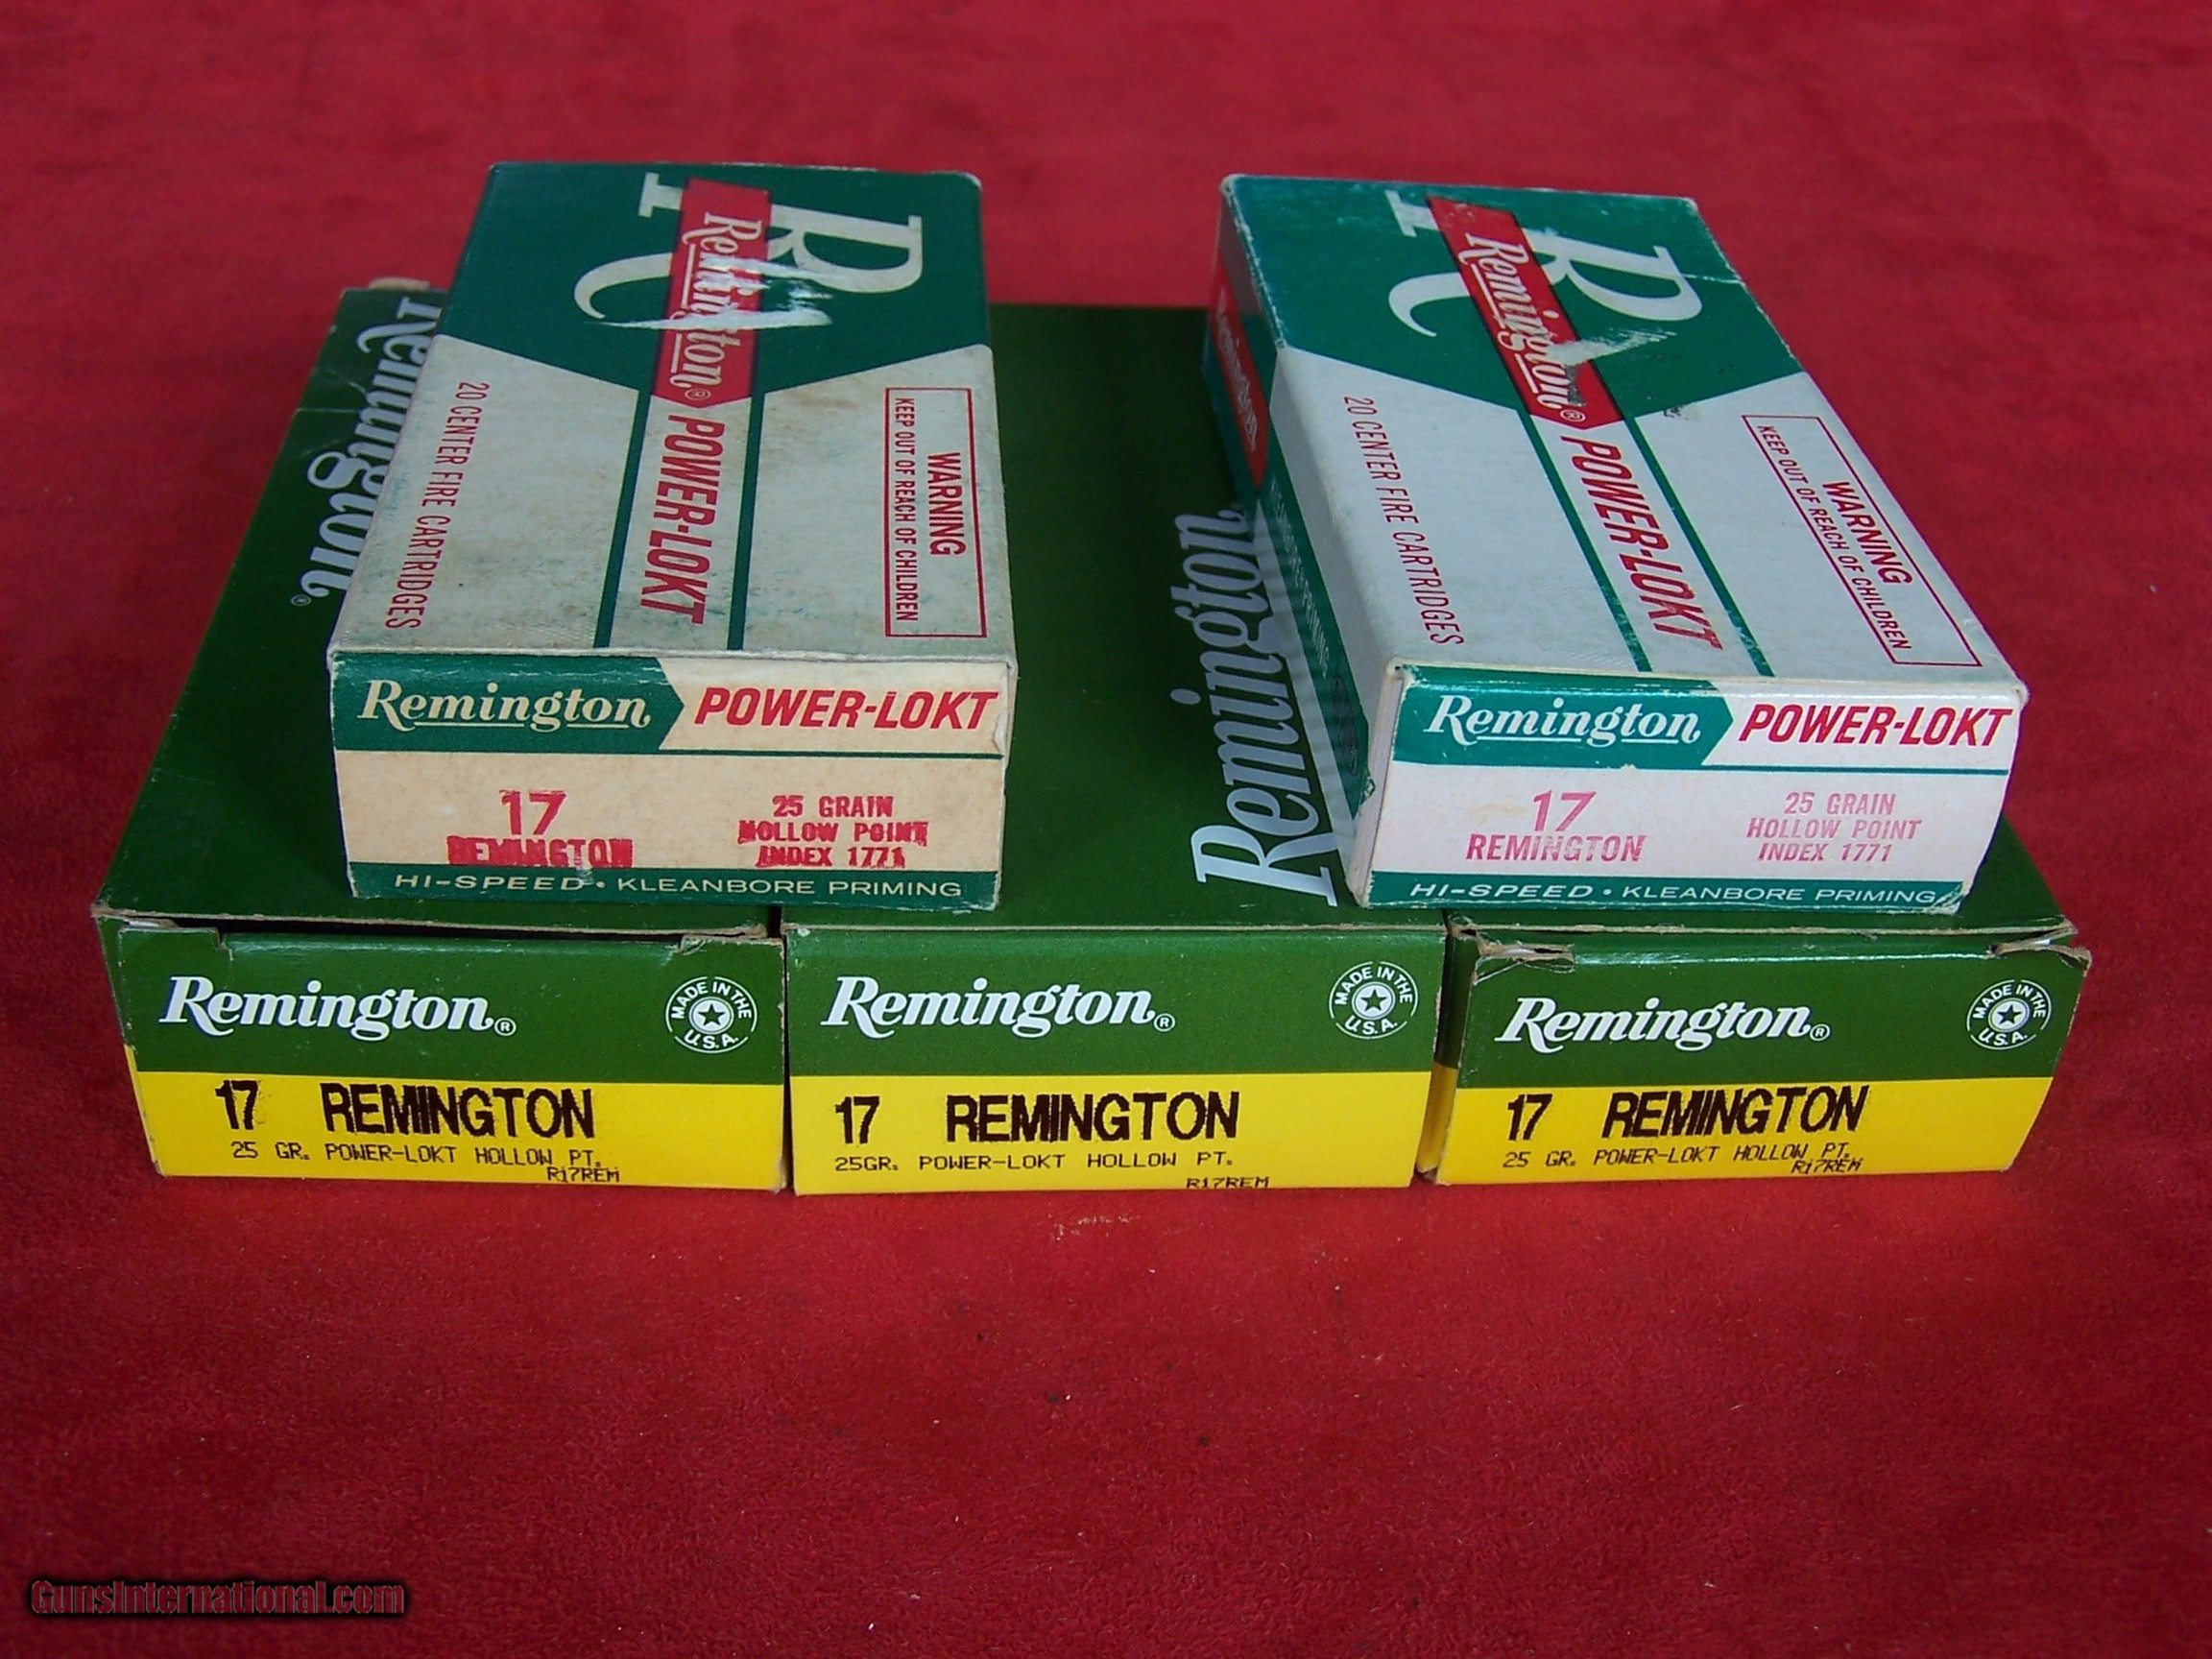 Remington®
POWER-LOKT
20 CENTER FIRE CARTRIDGES
WARNING
KEEP OUT OF REACH OF CHILDREN
Remington POWER-LOKT
17
REMINGTON
25 GRAIN
HOLLOW POINT
INDEX 1771
HI-SPEED • KLEANBORE PRIMING
R
Remington®
POWER-LOKT
20 CENTER FIRE CARTRIDGES
WARNING
KEEP OUT OF REACH OF CHILDREN
Remington
Remington POWER-LOKT
17
REMINGTON
25 GRAIN
HOLLOW POINT
INDEX 1771
HI-SPEED • KLEANBORE PRIMING
R
Remington®
Remington
Remington®
MADE IN THE U.S.A.
17 REMINGTON
25 GR. POWER-LOKT HOLLOW PT.
R17REM
Remington®
MADE IN THE U.S.A.
17 REMINGTON
25GR. POWER-LOKT HOLLOW PT.
R17REM
Remington®
MADE IN THE U.S.A.
17 REMINGTON
25 GR. POWER-LOKT HOLLOW PT.
R17REM
GunsInternational.com